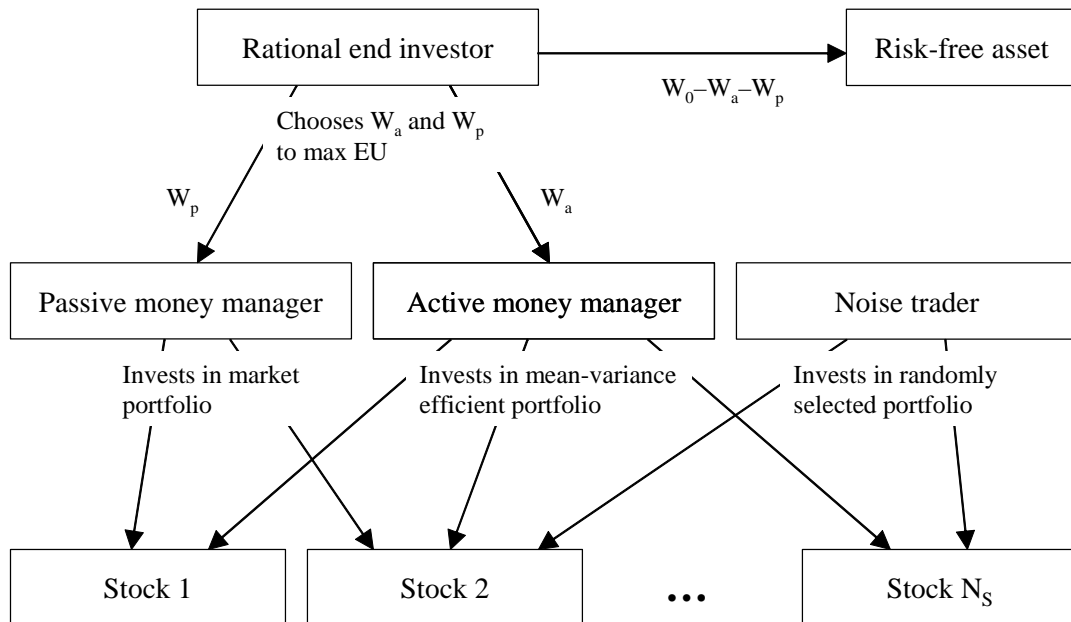 Rational end investor
Risk-free asset
W₀–Wₐ–Wₚ
Chooses Wₐ and Wₚ
to max EU
Wₚ
Wₐ
Passive money manager
Active money manager
Noise trader
Invests in market
portfolio
Invests in mean-variance
efficient portfolio
Invests in randomly
selected portfolio
Stock 1
Stock 2
...
Stock N_S